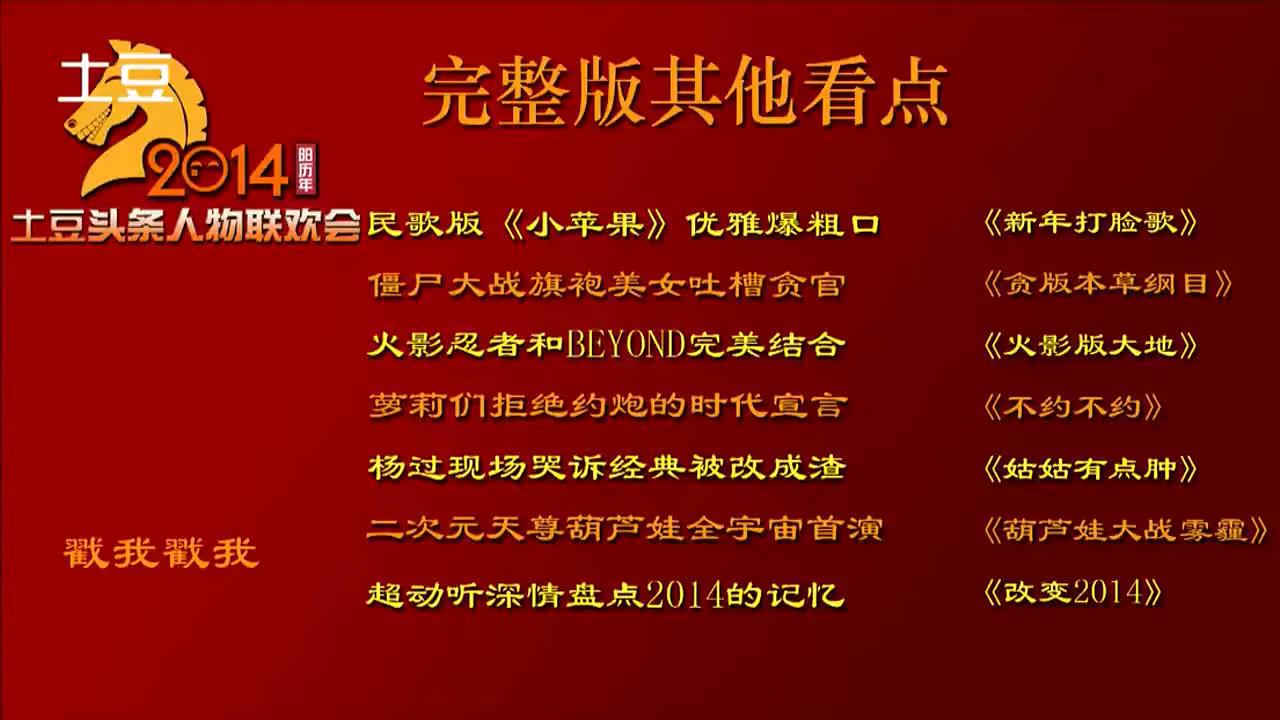 土豆
完整版其他看点
2014 阳历年
土豆头条人物联欢会
民歌版《小苹果》优雅爆粗口 《新年打脸歌》
僵尸大战旗袍美女吐槽贪官 《贪版本草纲目》
火影忍者和BEYOND完美结合 《火影版大地》
萝莉们拒绝约炮的时代宣言 《不约不约》
杨过现场哭诉经典被改成渣 《姑姑有点肿》
二次元天尊葫芦娃全宇宙首演 《葫芦娃大战雾霾》
戳我戳我
超动听深情盘点2014的记忆 《改变2014》